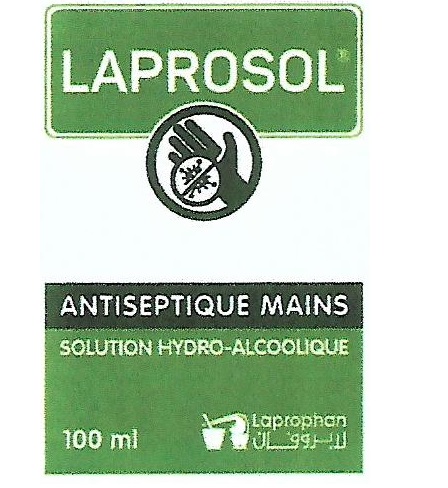 LAPROSOL®
ANTISEPTIQUE MAINS
SOLUTION HYDRO-ALCOOLIQUE
100 ml
Laprophan
لابروفان